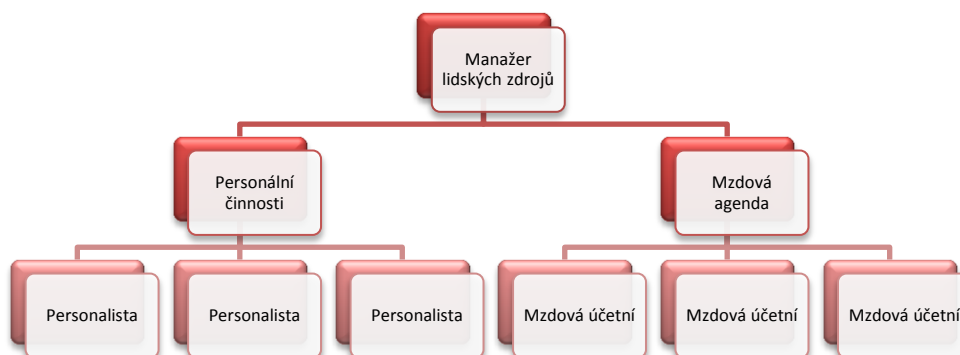 Manažer
lidských zdrojů
Personální
činnosti
Mzdová
agenda
Personalista
Personalista
Personalista
Mzdová účetní
Mzdová účetní
Mzdová účetní